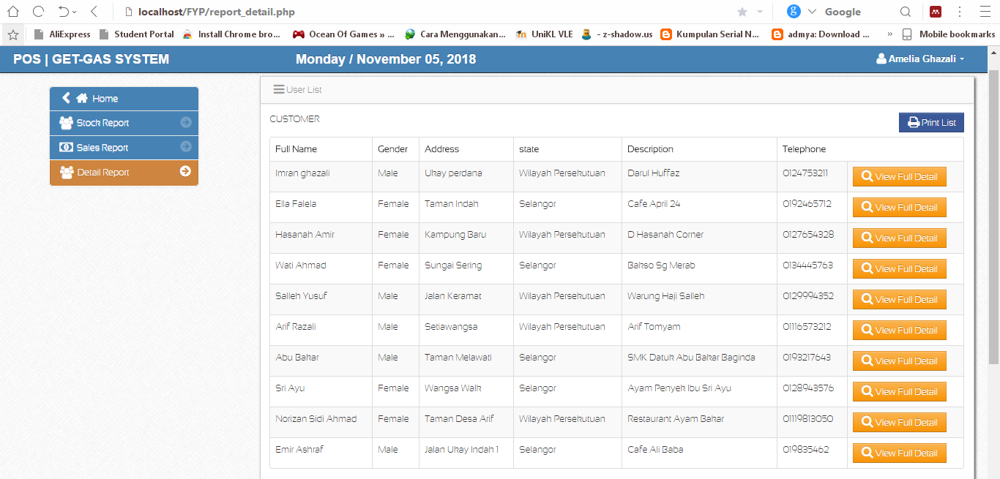 localhost/FYP/report_detail.php
g Google
AliExpress Student Portal Install Chrome bro... Ocean Of Games » ... Cara Menggunakan... UniKL VLE - z-shadow.us Kumpulan Serial N... admya: Download ... » Mobile bookmarks
POS | GET-GAS SYSTEM Monday / November 05, 2018 Amelia Ghazali
Home
Stock Report
Sales Report
Detail Report
User List
CUSTOMER Print List
Full Name Gender Address state Description Telephone
Imran ghazali Male Ukay perdana Wilayah Persekutuan Darul Huffaz 0124753211 View Full Detail
Ella Falela Female Taman Indah Selangor Cafe April 24 0192465712 View Full Detail
Hasanah Amir Female Kampung Baru Wilayah Persekutuan D Hasanah Corner 0127654328 View Full Detail
Wati Ahmad Female Sungai Sering Selangor Bakso Sg Merab 0134445763 View Full Detail
Salleh Yusuf Male Jalan Keramat Wilayah Persekutuan Warung Haji Salleh 0129994352 View Full Detail
Arif Razali Male Setiawangsa Wilayah Persekutuan Arif Tomyam 01116573212 View Full Detail
Abu Bakar Male Taman Melawati Selangor SMK Datuk Abu Bakar Baginda 0193217643 View Full Detail
Sri Ayu Female Wangsa Walk Selangor Ayam Penyek Ibu Sri Ayu 0128943576 View Full Detail
Norizan Sidi Ahmad Female Taman Desa Arif Wilayah Persekutuan Restaurant Ayam Bakar 01119813050 View Full Detail
Emir Ashraf Male Jalan Ukay Indah 1 Selangor Cafe Ali Baba 019835462 View Full Detail